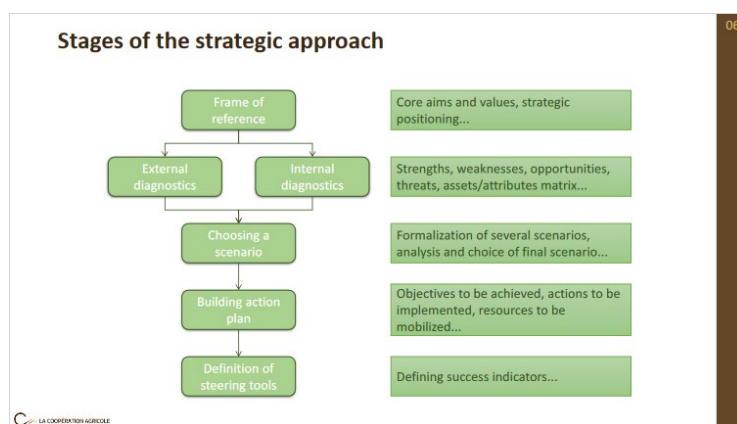 Stages of the strategic approach
06
Frame of
reference
Core aims and values, strategic
positioning...
External
diagnostics
Internal
diagnostics
Strengths, weaknesses, opportunities,
threats, assets/attributes matrix...
Choosing a
scenario
Formalization of several scenarios,
analysis and choice of final scenario...
Building action
plan
Objectives to be achieved, actions to be
implemented, resources to be
mobilized...
Definition of
steering tools
Defining success indicators...
LA COOPÉRATION AGRICOLE